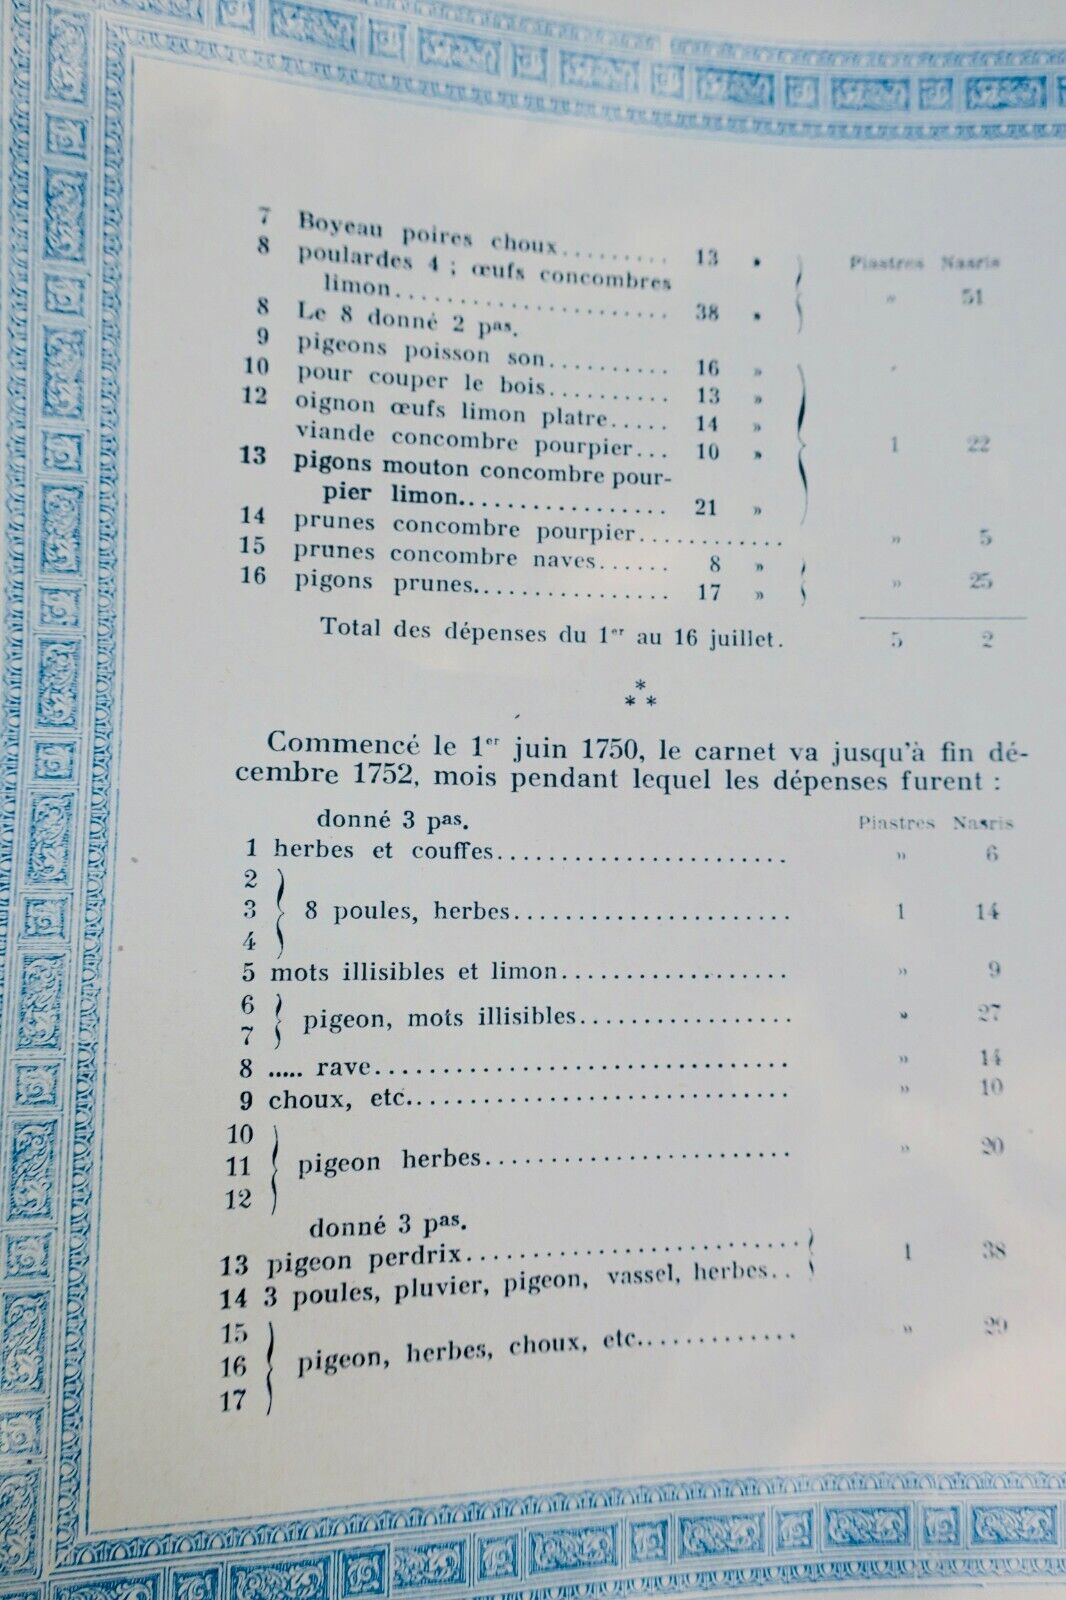 7 Boyeau poires choux......... 13 »
Piastres Nasris
8 poulardes 4 ; œufs concombres
limon...................... 38 » » 51
8 Le 8 donné 2 pas.
9 pigeons poisson son.......... 16 »
10 pour couper le bois.......... 13 »
12 oignon œufs limon platre..... 14 »
viande concombre pourpier... 10 » 1 22
13 pigons mouton concombre pour-
pier limon................. 21 »
14 prunes concombre pourpier............ » 5
15 prunes concombre naves...... 8 »
16 pigons prunes................ 17 » » 25
Total des dépenses du 1er au 16 juillet. 5 2
*
* *
Commencé le 1er juin 1750, le carnet va jusqu'à fin dé-
cembre 1752, mois pendant lequel les dépenses furent :
donné 3 pas. Piastres Nasris
1 herbes et couffes....................... » 6
2
3 8 poules, herbes...................... 1 14
4
5 mots illisibles et limon................... » 9
6
7 pigeon, mots illisibles................. » 27
8 ..... rave................................ » 14
9 choux, etc.............................. » 10
10
11 pigeon herbes........................ » 20
12
donné 3 pas.
13 pigeon perdrix.......................... 1 38
14 3 poules, pluvier, pigeon, vassel, herbes..
15
16 pigeon, herbes, choux, etc............. » 20
17